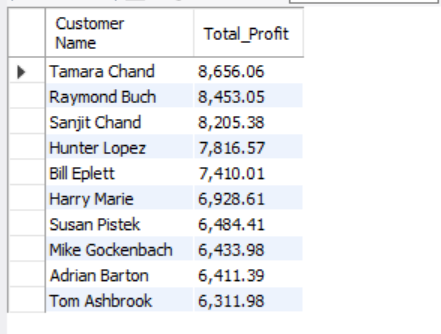 Customer
Name Total_Profit
Tamara Chand 8,656.06
Raymond Buch 8,453.05
Sanjit Chand 8,205.38
Hunter Lopez 7,816.57
Bill Eplett 7,410.01
Harry Marie 6,928.61
Susan Pistek 6,484.41
Mike Gockenbach 6,433.98
Adrian Barton 6,411.39
Tom Ashbrook 6,311.98